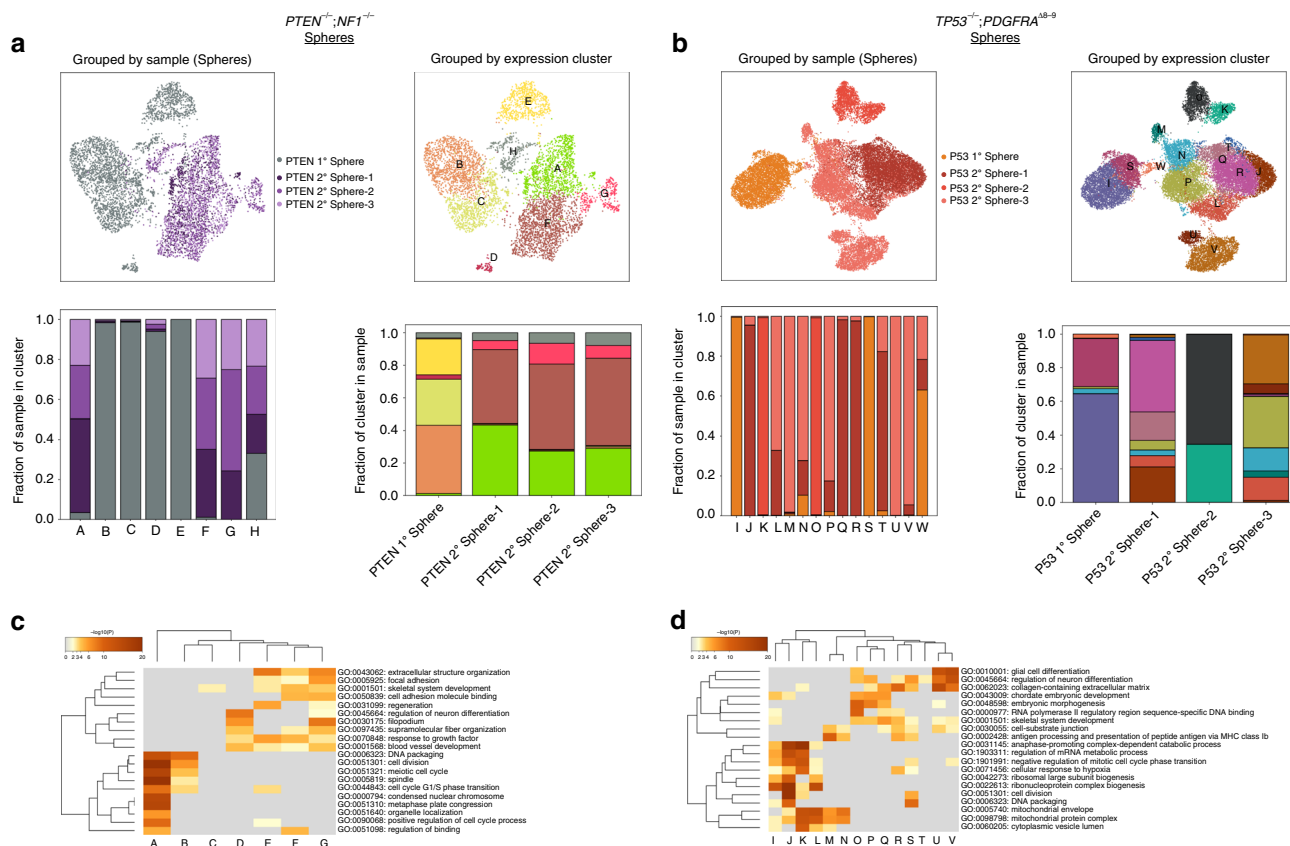 PTEN⁻/⁻;NF1⁻/⁻
Spheres
TP53⁻/⁻;PDGFRAΔ8–9
Spheres
a
Grouped by sample (Spheres)
PTEN 1° Sphere
PTEN 2° Sphere-1
PTEN 2° Sphere-2
PTEN 2° Sphere-3
Grouped by expression cluster
E
B
H
A
C
G
F
D
b
Grouped by sample (Spheres)
P53 1° Sphere
P53 2° Sphere-1
P53 2° Sphere-2
P53 2° Sphere-3
Grouped by expression cluster
O
K
M
T
N
Q
S
W
J
R
I
P
L
U
V
Fraction of sample in cluster
1.0
0.8
0.6
0.4
0.2
0.0
A B C D E F G H
Fraction of cluster in sample
1.0
0.8
0.6
0.4
0.2
0.0
PTEN 1° Sphere
PTEN 2° Sphere-1
PTEN 2° Sphere-2
PTEN 2° Sphere-3
Fraction of sample in cluster
1.0
0.8
0.6
0.4
0.2
0.0
I J K L M N O P Q R S T U V W
Fraction of cluster in sample
1.0
0.8
0.6
0.4
0.2
0.0
P53 1° Sphere
P53 2° Sphere-1
P53 2° Sphere-2
P53 2° Sphere-3
c
−log10(P)
0 2 3 4 6 10 20
GO:0043062: extracellular structure organization
GO:0005925: focal adhesion
GO:0001501: skeletal system development
GO:0050839: cell adhesion molecule binding
GO:0031099: regeneration
GO:0045664: regulation of neuron differentiation
GO:0030175: filopodium
GO:0097435: supramolecular fiber organization
GO:0070848: response to growth factor
GO:0001568: blood vessel development
GO:0006323: DNA packaging
GO:0051301: cell division
GO:0051321: meiotic cell cycle
GO:0005819: spindle
GO:0044843: cell cycle G1/S phase transition
GO:0000794: condensed nuclear chromosome
GO:0051310: metaphase plate congression
GO:0051640: organelle localization
GO:0090068: positive regulation of cell cycle process
GO:0051098: regulation of binding
A B C D E F G
d
−log10(P)
0 2 3 4 6 10 20
GO:0010001: glial cell differentiation
GO:0045664: regulation of neuron differentiation
GO:0062023: collagen-containing extracellular matrix
GO:0043009: chordate embryonic development
GO:0048598: embryonic morphogenesis
GO:0000977: RNA polymerase II regulatory region sequence-specific DNA binding
GO:0001501: skeletal system development
GO:0030055: cell-substrate junction
GO:0002428: antigen processing and presentation of peptide antigen via MHC class Ib
GO:0031145: anaphase-promoting complex-dependent catabolic process
GO:1903311: regulation of mRNA metabolic process
GO:1901991: negative regulation of mitotic cell cycle phase transition
GO:0071456: cellular response to hypoxia
GO:0042273: ribosomal large subunit biogenesis
GO:0022613: ribonucleoprotein complex biogenesis
GO:0051301: cell division
GO:0006323: DNA packaging
GO:0005740: mitochondrial envelope
GO:0098798: mitochondrial protein complex
GO:0060205: cytoplasmic vesicle lumen
I J K L M N O P Q R S T U V